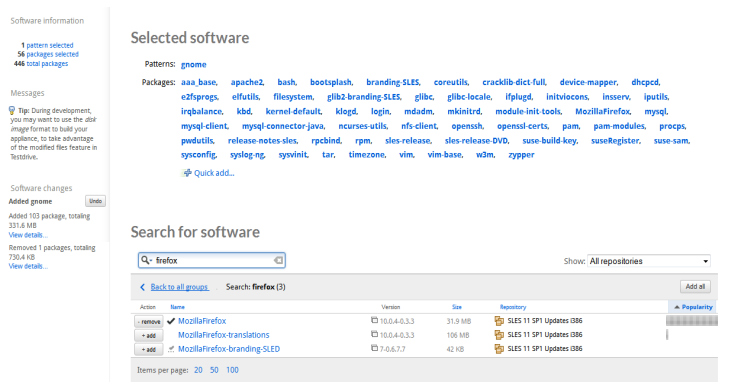 Software information
1 pattern selected
56 packages selected
446 total packages
Messages
Tip: During development,
you may want to use the disk
image format to build your
appliance, to take advantage
of the modified files feature in
Testdrive.
Software changes
Added gnome Undo
Added 103 package, totaling
331.6 MB
View details...
Removed 1 packages, totaling
730.4 KB
View details...
Selected software
Patterns: gnome
Packages: aaa_base, apache2, bash, bootsplash, branding-SLES, coreutils, cracklib-dict-full, device-mapper, dhcpcd,
e2fsprogs, elfutils, filesystem, glib2-branding-SLES, glibc, glibc-locale, ifplugd, initviocons, insserv, iputils,
irqbalance, kbd, kernel-default, klogd, login, mdadm, mkinitrd, module-init-tools, MozillaFirefox, mysql,
mysql-client, mysql-connector-java, ncurses-utils, nfs-client, openssh, openssl-certs, pam, pam-modules, procps,
pwdutils, release-notes-sles, rpcbind, rpm, sles-release, sles-release-DVD, suse-build-key, suseRegister, suse-sam,
sysconfig, syslog-ng, sysvinit, tar, timezone, vim, vim-base, w3m, zypper
Quick add...
Search for software
firefox Show: All repositories
Back to all groups Search: firefox (3) Add all
Action Name Version Size Repository Popularity
- remove MozillaFirefox 10.0.4-0.3.3 31.9 MB SLES 11 SP1 Updates i386
+ add MozillaFirefox-translations 10.0.4-0.3.3 106 MB SLES 11 SP1 Updates i386
+ add MozillaFirefox-branding-SLED 7-0.6.7.7 42 KB SLES 11 SP1 Updates i386
Items per page: 20 50 100